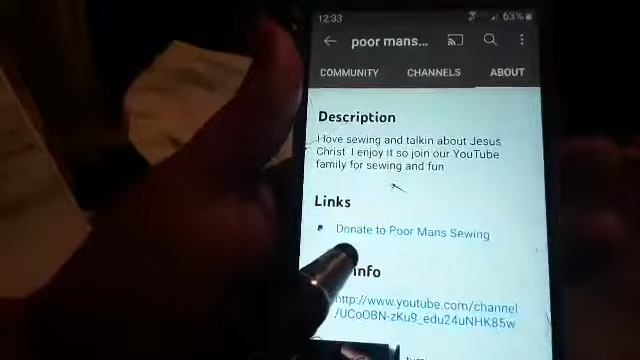 12:33 63%
poor mans...
COMMUNITY CHANNELS ABOUT
Description
I love sewing and talkin about Jesus
Christ. I enjoy it so join our YouTube
family for sewing and fun
Links
Donate to Poor Mans Sewing
info
http://www.youtube.com/channel
/UCoOBN-zKu9_edu24uNHK85w